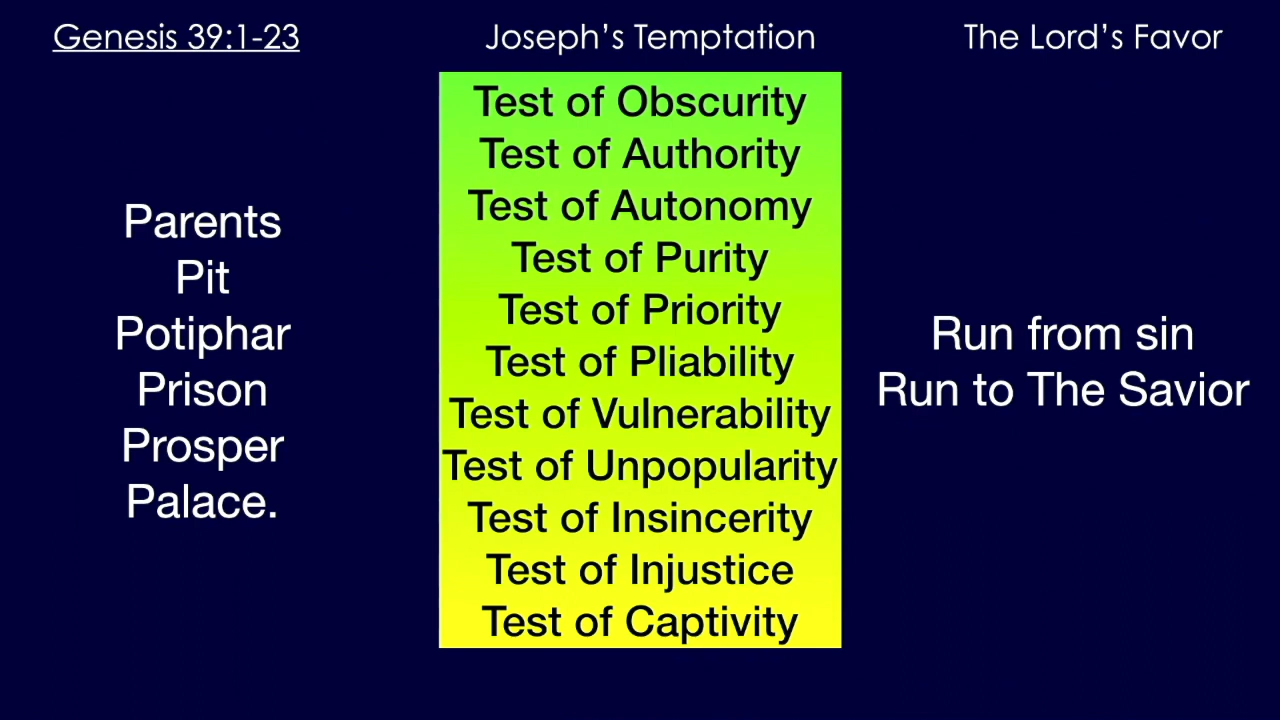 Genesis 39:1-23
Joseph’s Temptation
The Lord’s Favor
Parents
Pit
Potiphar
Prison
Prosper
Palace.
Test of Obscurity
Test of Authority
Test of Autonomy
Test of Purity
Test of Priority
Test of Pliability
Test of Vulnerability
Test of Unpopularity
Test of Insincerity
Test of Injustice
Test of Captivity
Run from sin
Run to The Savior